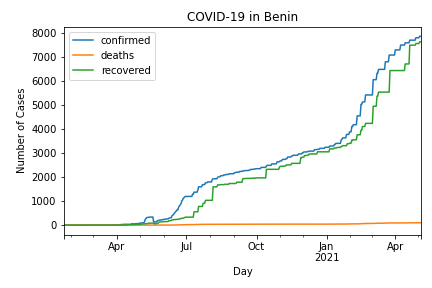 COVID-19 in Benin
8000
7000
6000
5000
4000
3000
2000
1000
0
Number of Cases
confirmed
deaths
recovered
Apr
Jul
Oct
Jan
2021
Apr
Day